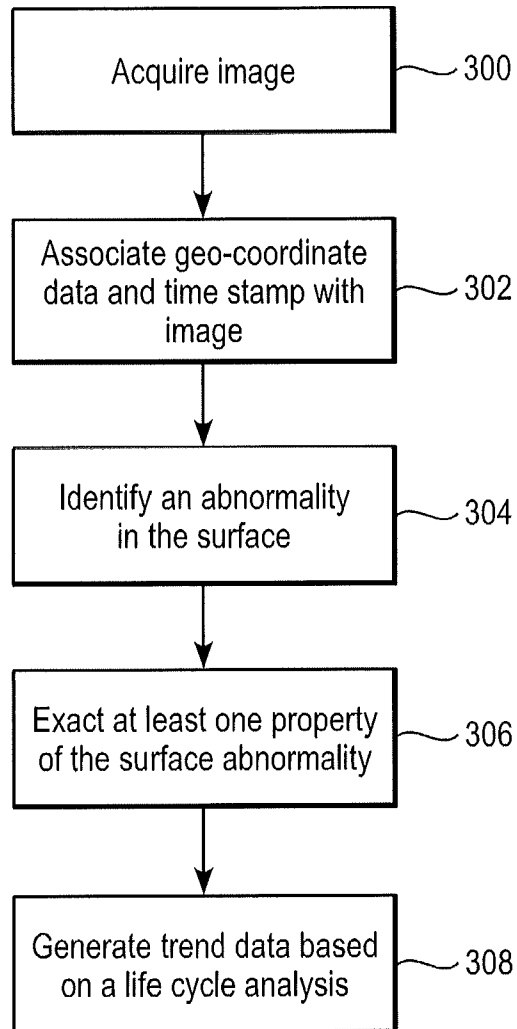 Acquire image
300
Associate geo-coordinate
data and time stamp with
image
302
Identify an abnormality
in the surface
304
Exact at least one property
of the surface abnormality
306
Generate trend data based
on a life cycle analysis
308